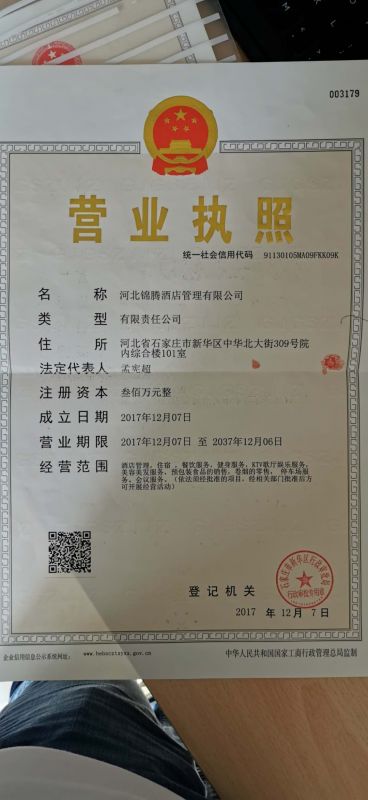 003179
营业执照
统一社会信用代码 91130105MA09FKK09K
名 称 河北锦腾酒店管理有限公司
类 型 有限责任公司
住 所 河北省石家庄市新华区中华北大街309号院
内综合楼101室
法定代表人 孟宪超
注册资本 叁佰万元整
成立日期 2017年12月07日
营业期限 2017年12月07日 至 2037年12月06日
经营范围 酒店管理，住宿，餐饮服务，健身服务，KTV歌厅娱乐服务，
美容美发服务，预包装食品的销售，卷烟的零售，停车场服
务，会议服务。（依法须经批准的项目，经相关部门批准后方
可开展经营活动）
登记机关
石家庄市新华区行政审批局
行政审批专用章
2017 年 12月 7日
企业信用信息公示系统网址：
www.hebscztxyxx.gov.cn
中华人民共和国国家工商行政管理总局监制